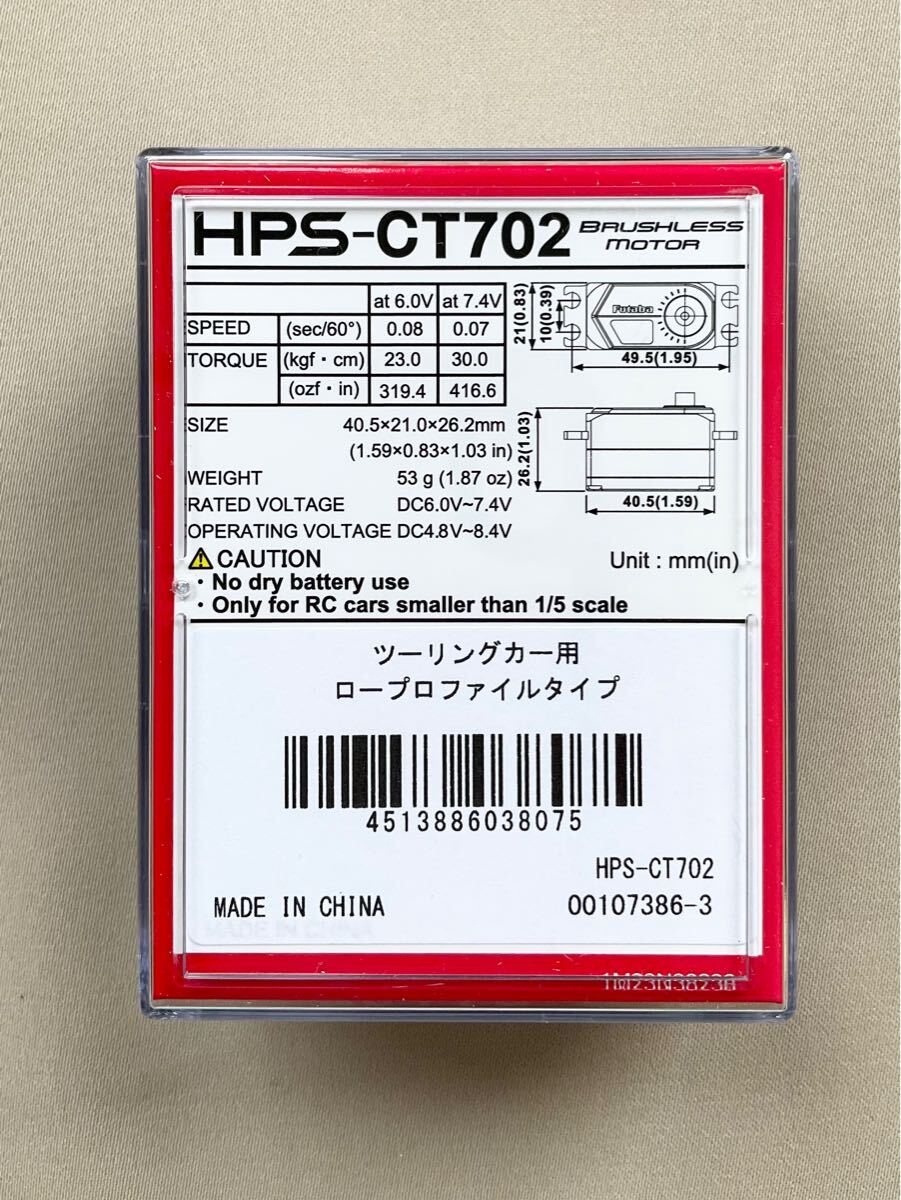 HPS-CT702 BRUSHLESS MOTOR
at 6.0V at 7.4V
SPEED (sec/60°) 0.08 0.07
TORQUE (kgf・cm) 23.0 30.0
(ozf・in) 319.4 416.6
SIZE 40.5×21.0×26.2mm
(1.59×0.83×1.03 in)
WEIGHT 53 g (1.87 oz)
RATED VOLTAGE DC6.0V~7.4V
OPERATING VOLTAGE DC4.8V~8.4V
21(0.83)
10(0.39)
Futaba
49.5(1.95)
26.2(1.03)
40.5(1.59)
CAUTION
Unit : mm(in)
・No dry battery use
・Only for RC cars smaller than 1/5 scale
ツーリングカー用
ロープロファイルタイプ
4513886038075
HPS-CT702
MADE IN CHINA 00107386-3
MADE IN CHINA